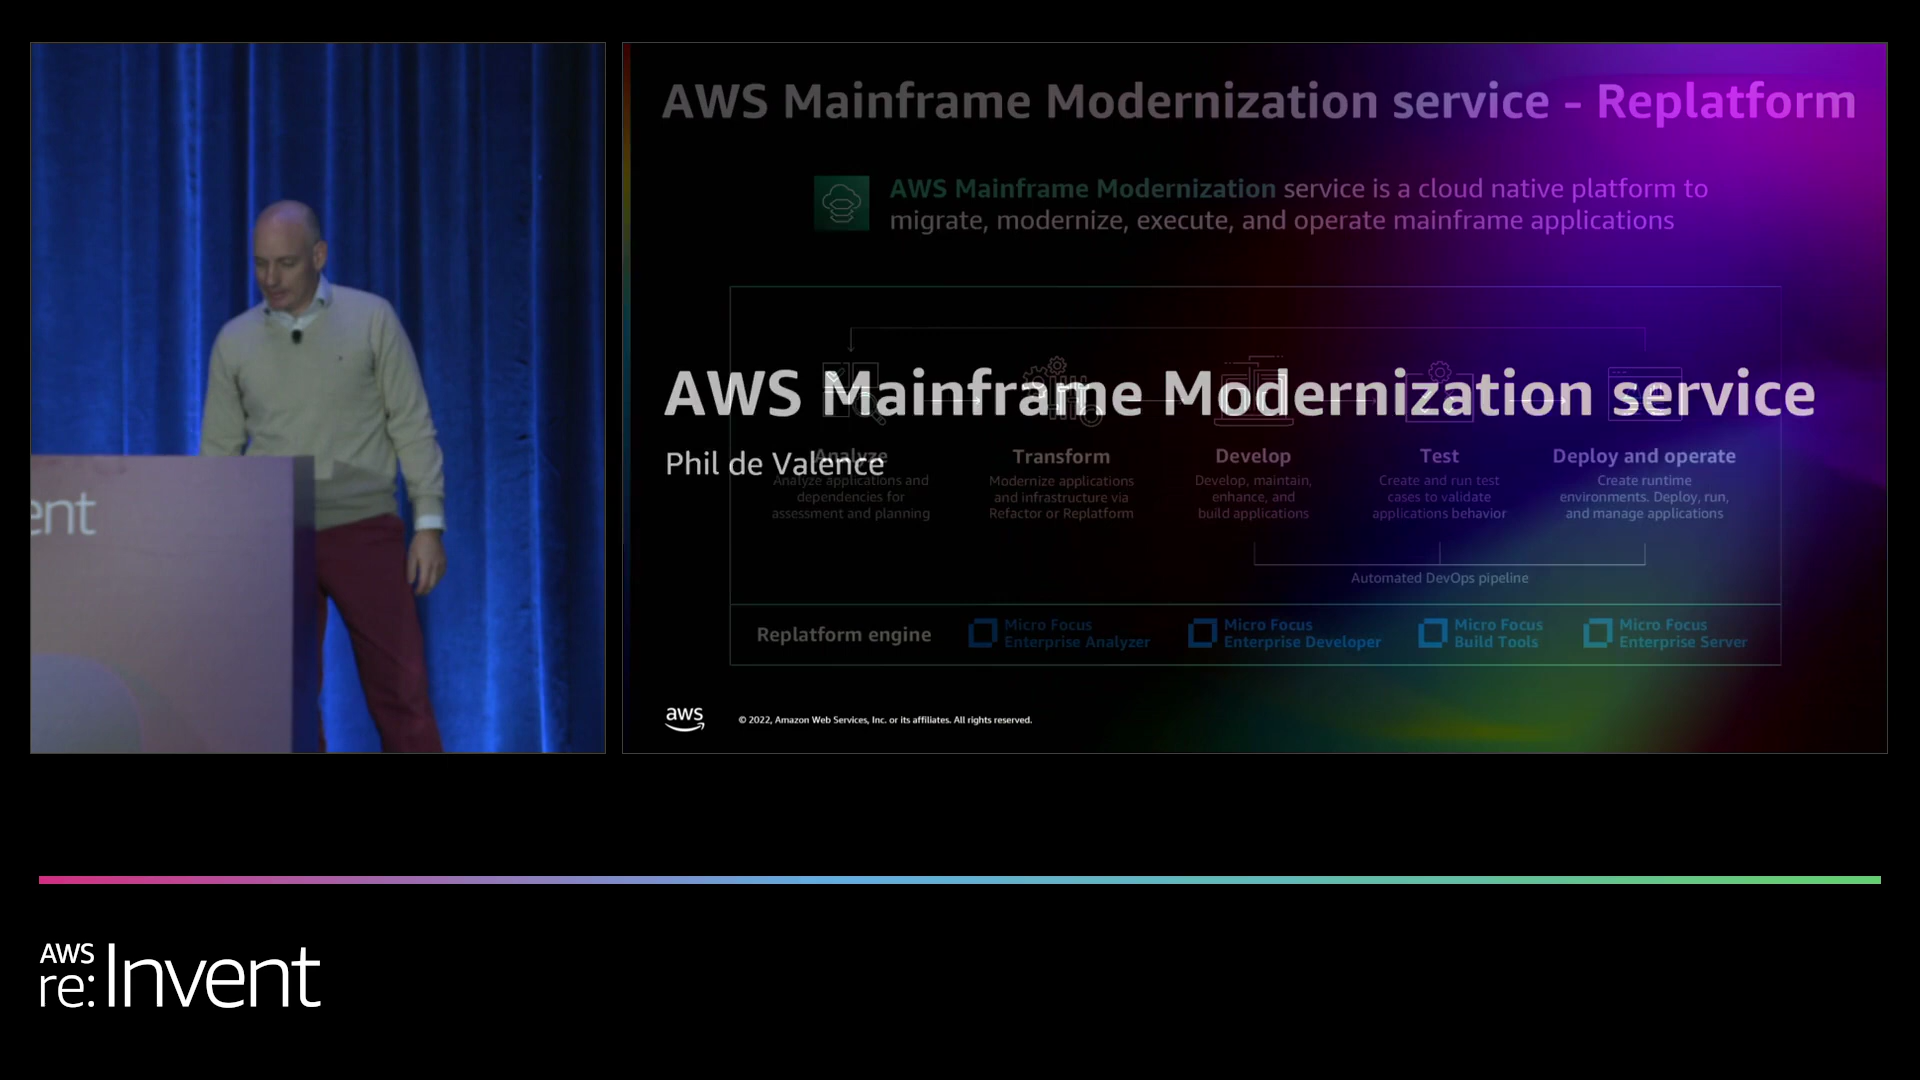 ent
AWS Mainframe Modernization service - Replatform
AWS Mainframe Modernization service is a cloud native platform to
migrate, modernize, execute, and operate mainframe applications
AWS Mainframe Modernization service
Phil de Valence
Analyze
Analyze applications and
dependencies for
assessment and planning
Transform
Modernize applications
and infrastructure via
Refactor or Replatform
Develop
Develop, maintain,
enhance, and
build applications
Test
Create and run test
cases to validate
applications behavior
Deploy and operate
Create runtime
environments. Deploy, run,
and manage applications
Automated DevOps pipeline
Replatform engine
Micro Focus
Enterprise Analyzer
Micro Focus
Enterprise Developer
Micro Focus
Build Tools
Micro Focus
Enterprise Server
aws
© 2022, Amazon Web Services, Inc. or its affiliates. All rights reserved.
AWS
re:Invent